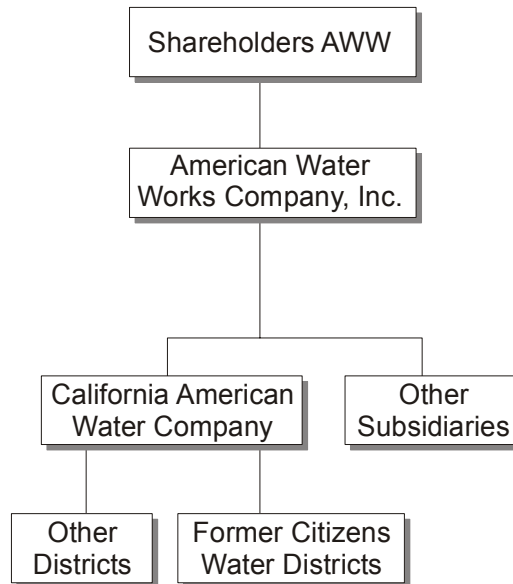 Shareholders AWW
American Water
Works Company, Inc.
California American
Water Company
Other
Subsidiaries
Other
Districts
Former Citizens
Water Districts